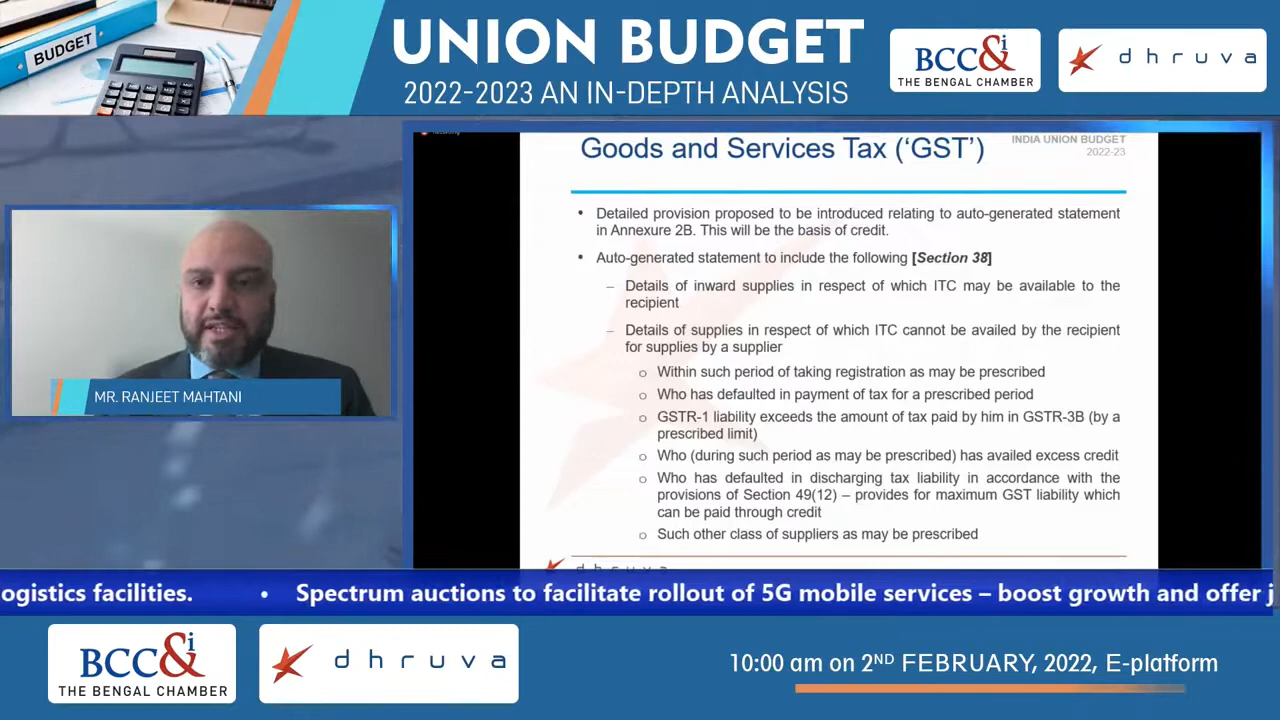 BUDGET
UNION BUDGET
2022-2023 AN IN-DEPTH ANALYSIS
BCC&i
THE BENGAL CHAMBER
dhruva
Goods and Services Tax (‘GST’)
INDIA UNION BUDGET
2022-23
• Detailed provision proposed to be introduced relating to auto-generated statement
in Annexure 2B. This will be the basis of credit.
• Auto-generated statement to include the following [Section 38]
– Details of inward supplies in respect of which ITC may be available to the
recipient
– Details of supplies in respect of which ITC cannot be availed by the recipient
for supplies by a supplier
o Within such period of taking registration as may be prescribed
o Who has defaulted in payment of tax for a prescribed period
o GSTR-1 liability exceeds the amount of tax paid by him in GSTR-3B (by a
prescribed limit)
o Who (during such period as may be prescribed) has availed excess credit
o Who has defaulted in discharging tax liability in accordance with the
provisions of Section 49(12) – provides for maximum GST liability which
can be paid through credit
o Such other class of suppliers as may be prescribed
MR. RANJEET MAHTANI
ogistics facilities. • Spectrum auctions to facilitate rollout of 5G mobile services – boost growth and offer j
BCC&i
THE BENGAL CHAMBER
dhruva
10:00 am on 2ND FEBRUARY, 2022, E-platform